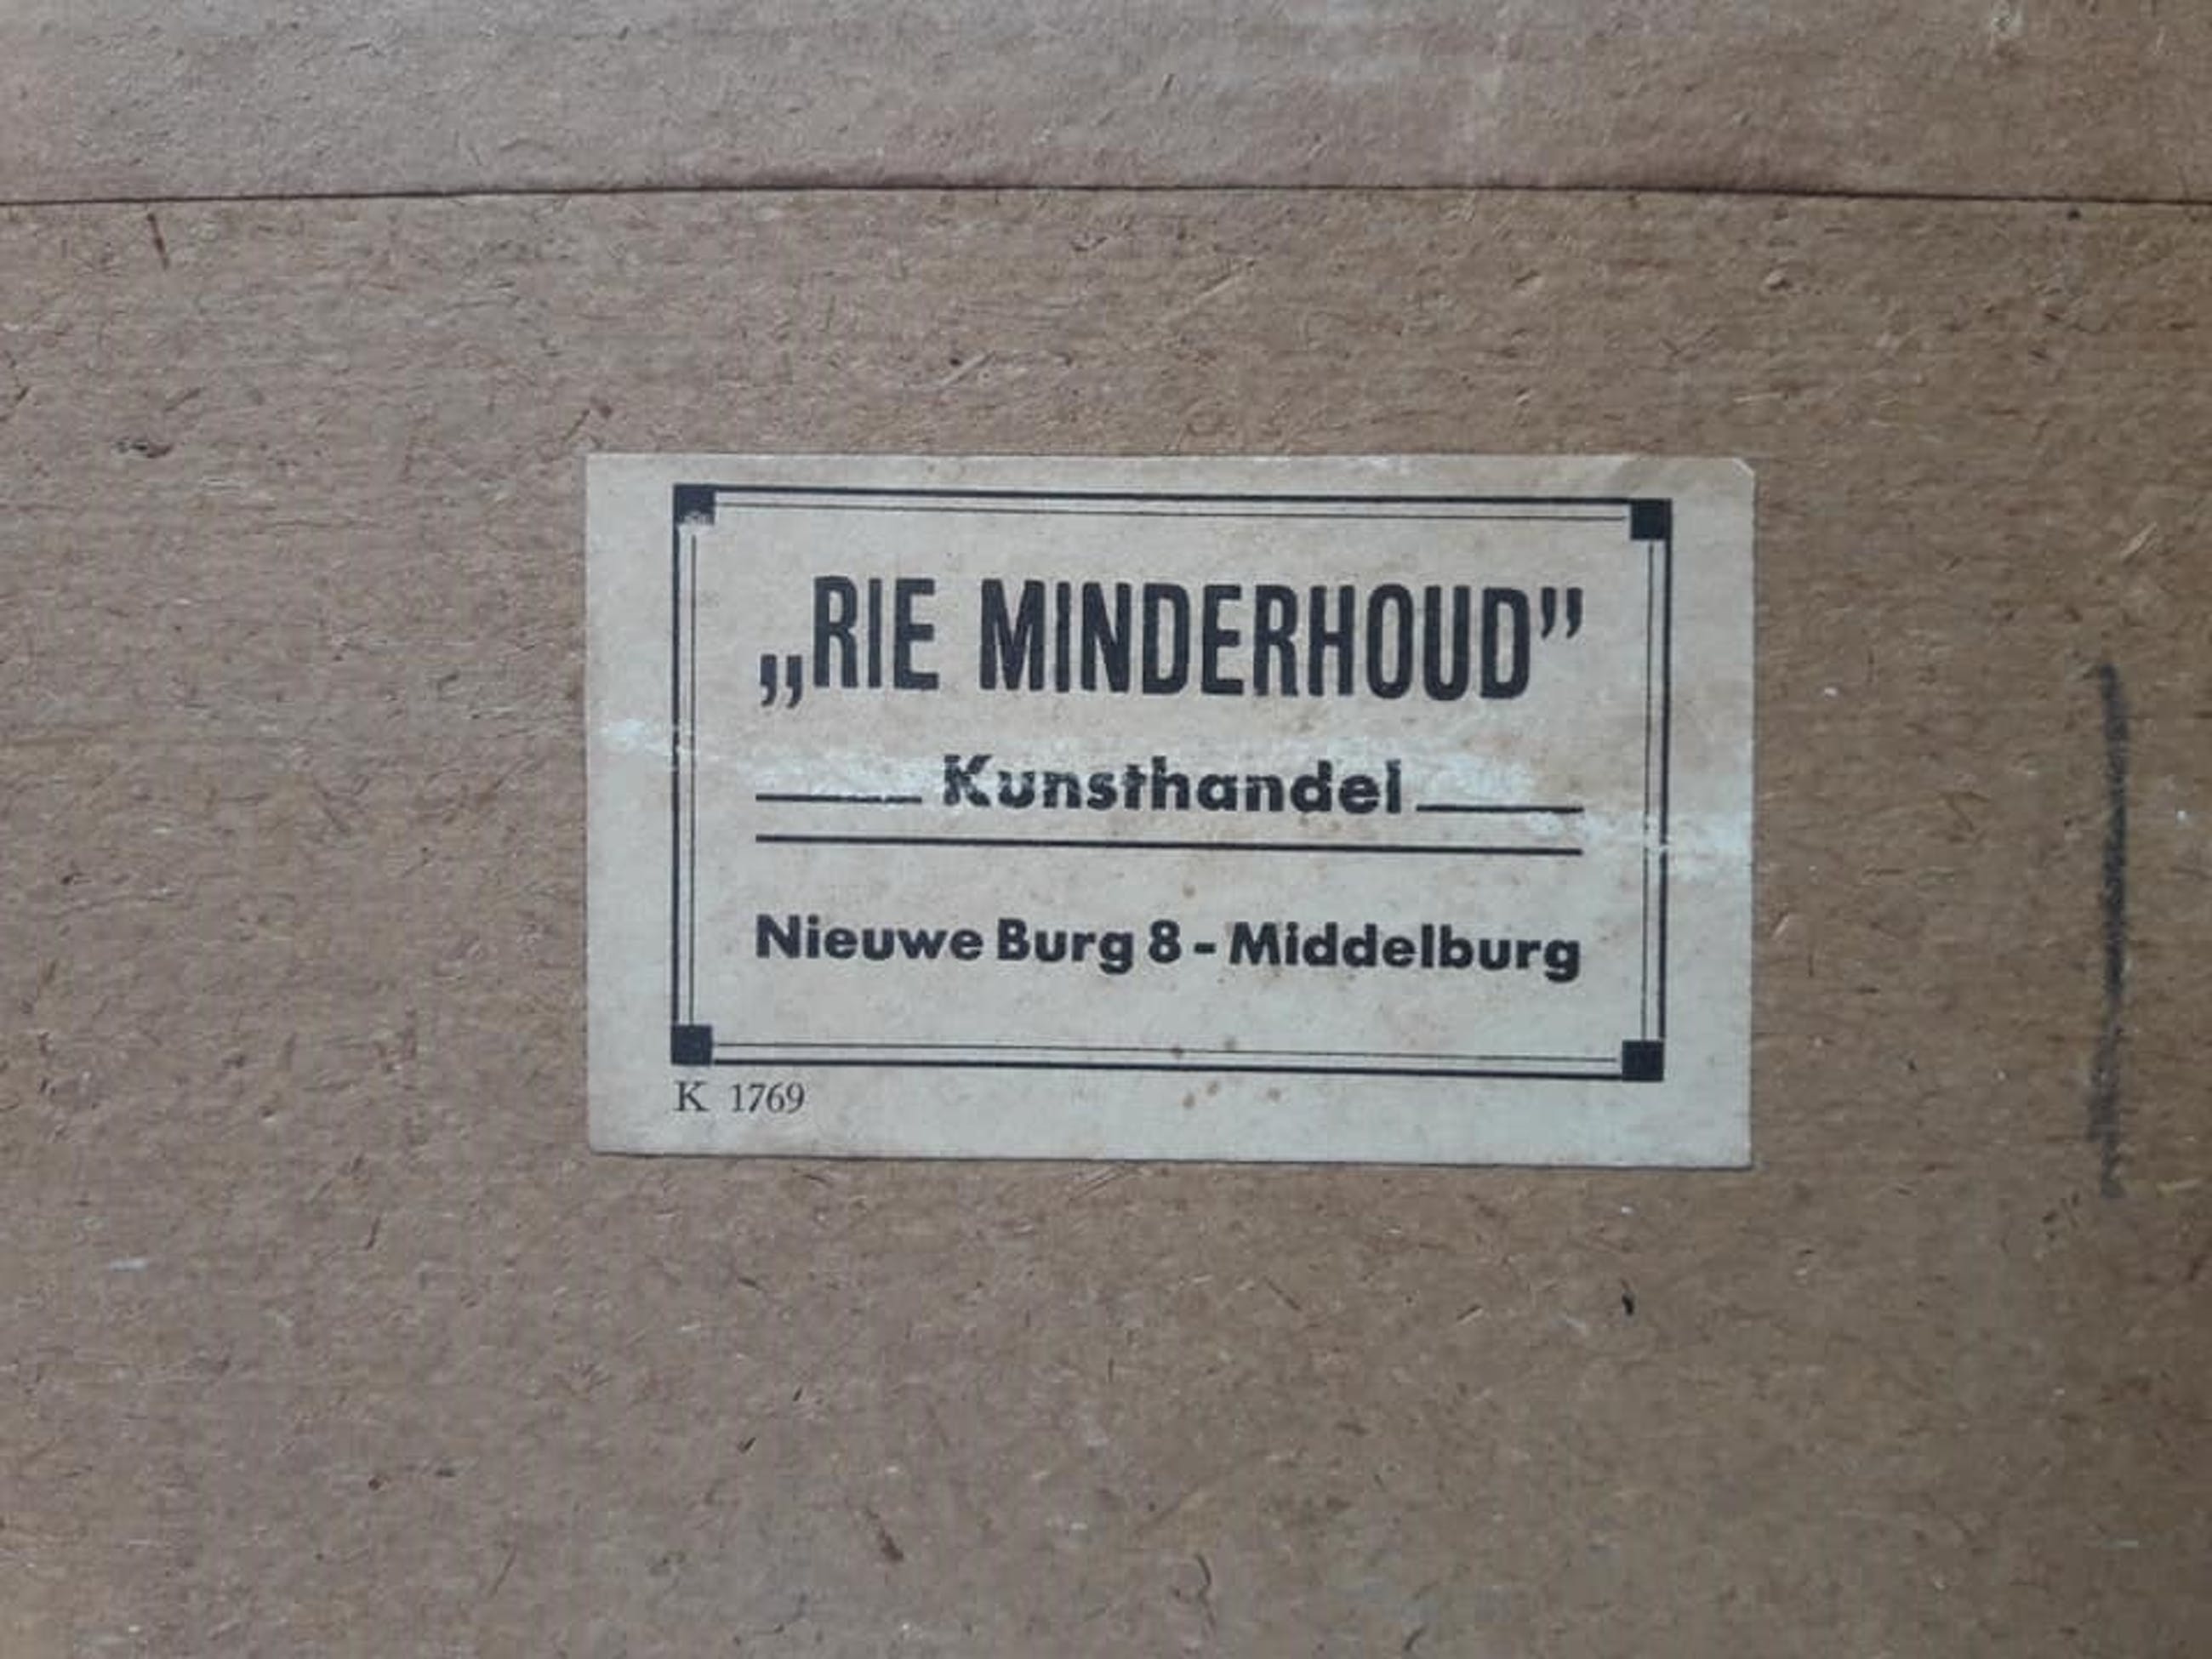 „RIE MINDERHOUD”
Kunsthandel
Nieuwe Burg 8 - Middelburg
K 1769